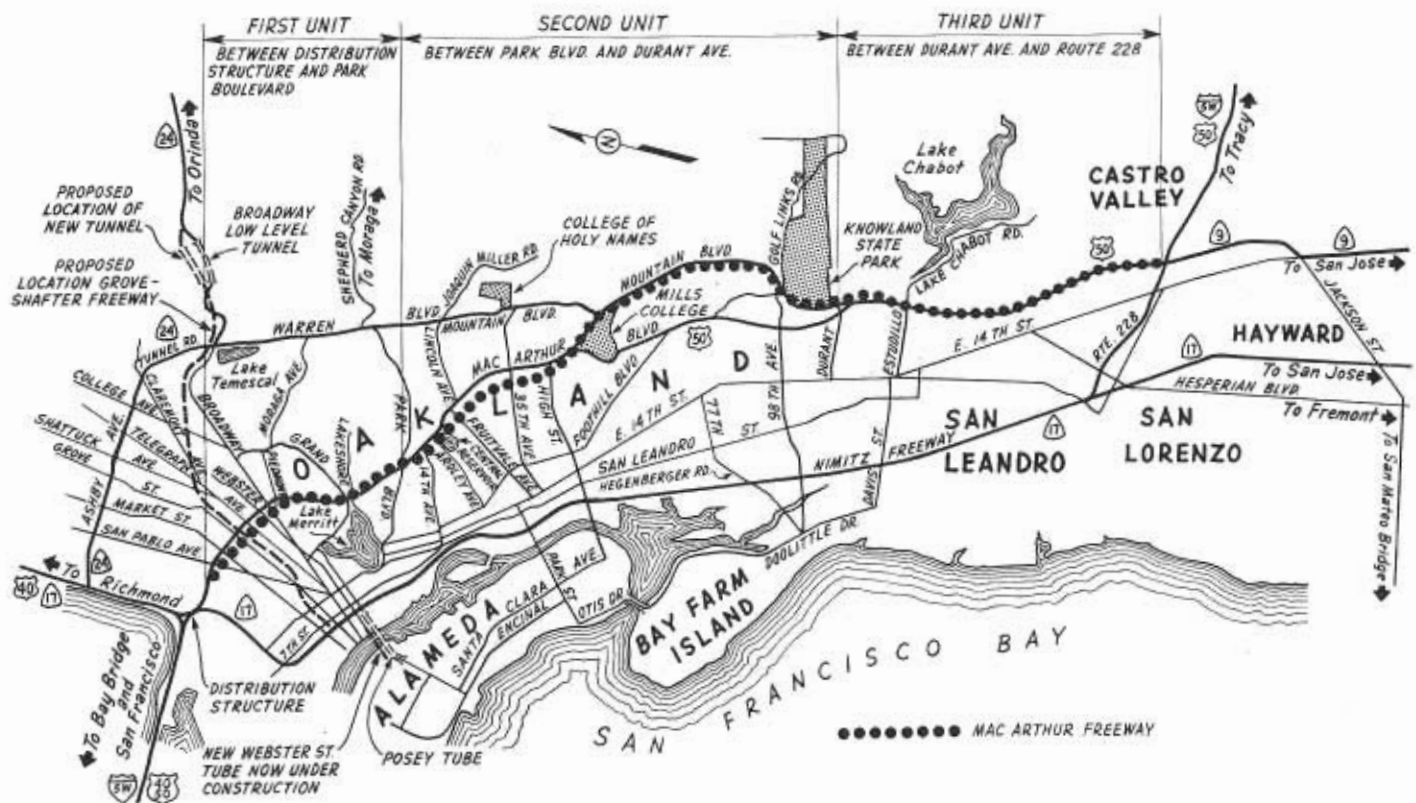 FIRST UNIT
BETWEEN DISTRIBUTION
STRUCTURE AND PARK
BOULEVARD
SECOND UNIT
BETWEEN PARK BLVD. AND DURANT AVE.
THIRD UNIT
BETWEEN DURANT AVE. AND ROUTE 228
24
To Orinda
PROPOSED
LOCATION OF
NEW TUNNEL
BROADWAY
LOW LEVEL
TUNNEL
PROPOSED
LOCATION GROVE-
SHAFTER FREEWAY
SHEPHERD CANYON RD.
To Moraga
N
COLLEGE OF
HOLY NAMES
JOAQUIN MILLER RD.
GOLF LINKS RD.
KNOWLAND
STATE
PARK
Lake
Chabot
LAKE CHABOT RD.
CASTRO
VALLEY
5W
50
To Tracy
9
9
To San Jose
JACKSON ST.
50
24
TUNNEL RD.
WARREN
BLVD.
MOUNTAIN BLVD.
MOUNTAIN BLVD.
MILLS
COLLEGE
MAC ARTHUR
BLVD.
50
Lake
Temescal
MORAGA AVE.
LINCOLN AVE.
COLLEGE AVE.
CLAREMONT AVE.
BROADWAY
SHATTUCK AVE.
TELEGRAPH AVE.
GROVE ST.
WEBSTER
PIEDMONT AVE.
MARKET ST.
SAN PABLO AVE.
ASHBY AVE.
24
GRAND
LAKESHORE
PARK
BLVD.
Lake
Merritt
OAKLAND
14TH AVE.
ARDLEY AVE.
CENTRAL
RESERVOIR
FRUITVALE AVE.
35TH AVE.
HIGH ST.
FOOTHILL BLVD.
E. 14TH ST.
77TH
98TH AVE.
DURANT
ESTUDILLO
E. 14TH ST.
RTE. 228
HAYWARD
17
To San Jose
HESPERIAN BLVD.
To Fremont
To San Mateo Bridge
SAN LEANDRO ST.
HEGENBERGER RD.
NIMITZ FREEWAY
DAVIS ST.
SAN
LEANDRO
17
SAN
LORENZO
40
17
To Richmond
17
7TH ST.
DOOLITTLE DR.
ALAMEDA
SANTA CLARA
ENCINAL AVE.
PARK ST.
OTIS DR.
BAY FARM
ISLAND
SAN FRANCISCO BAY
To Bay Bridge
and
San Francisco
5W
40
50
DISTRIBUTION
STRUCTURE
NEW WEBSTER ST.
TUBE NOW UNDER
CONSTRUCTION
POSEY TUBE
MAC ARTHUR FREEWAY